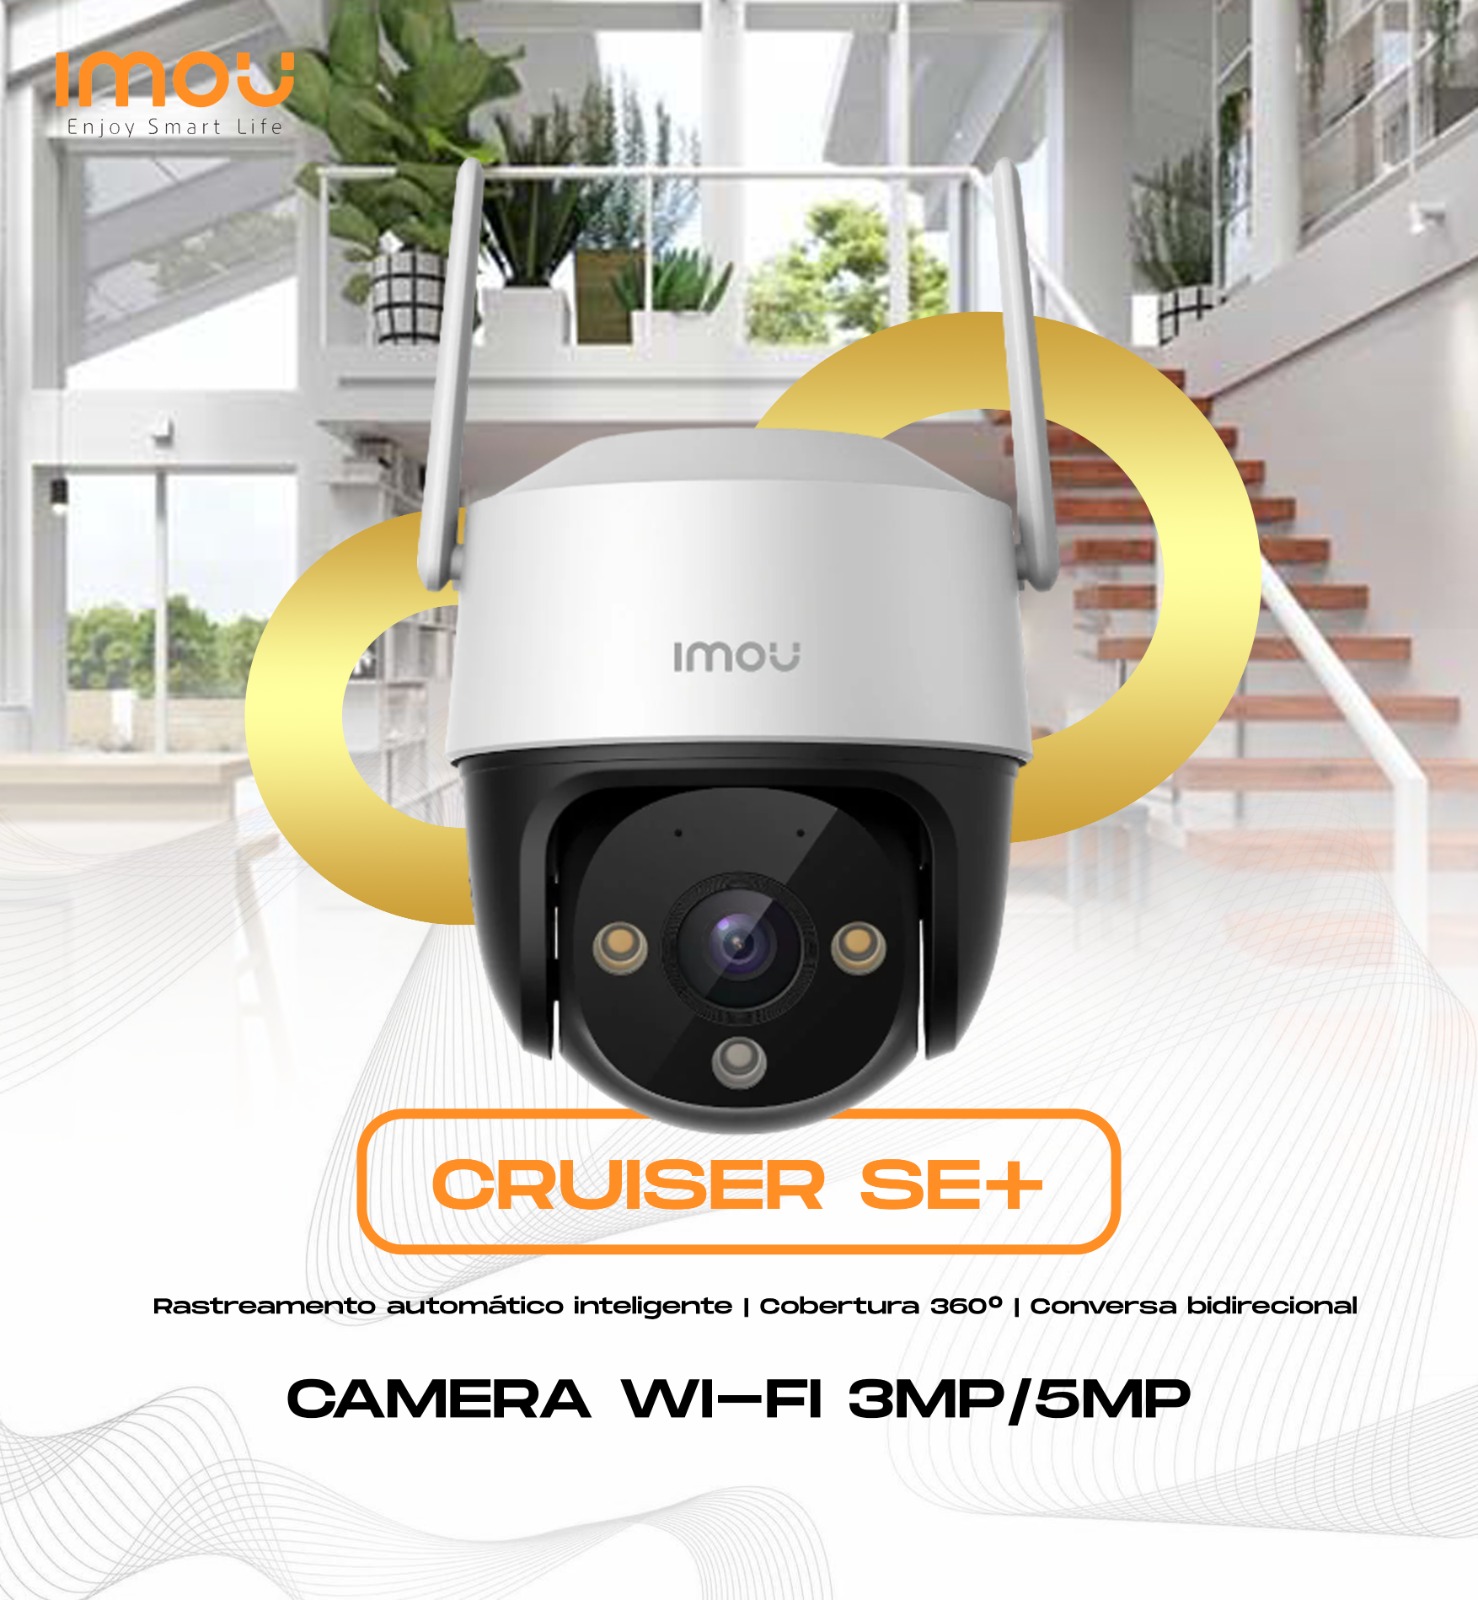 imou
Enjoy Smart Life
imou
CRUISER SE+
Rastreamento automático inteligente | Cobertura 360º | Conversa bidirecional
CAMERA WI-FI 3MP/5MP